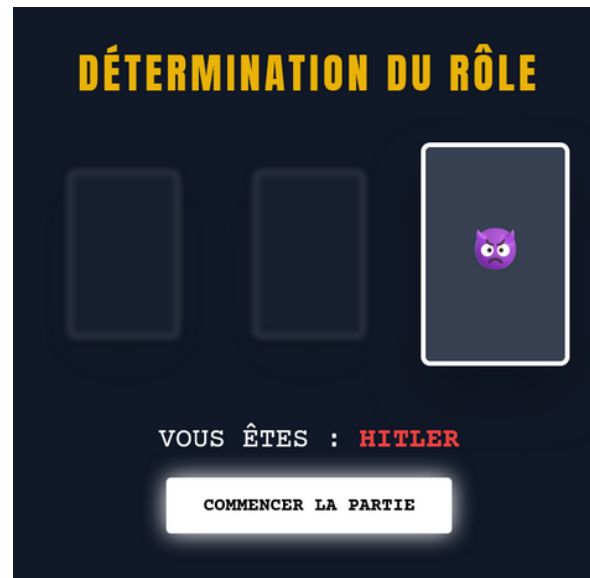 DÉTERMINATION DU RÔLE
VOUS ÊTES : HITLER
COMMENCER LA PARTIE